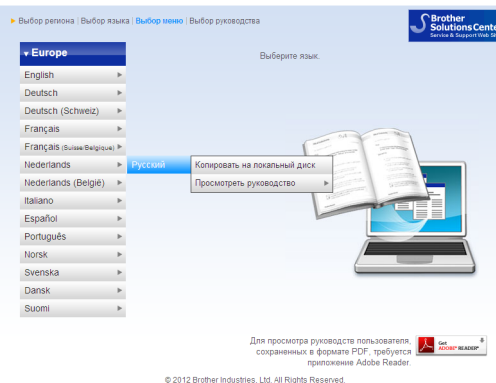 Выбор региона | Выбор языка | Выбор меню | Выбор руководства
Brother
Solutions Cente
Service & Support Web Sit
Europe
Выберите язык.
English
Deutsch
Deutsch (Schweiz)
Français
Français (Suisse/Belgique)
Nederlands
Русский
Копировать на локальный диск
Просмотреть руководство
Nederlands (België)
Italiano
Español
Português
Norsk
Svenska
Dansk
Suomi
Для просмотра руководств пользователя,
сохраненных в формате PDF, требуется
приложение Adobe Reader.
Get
ADOBE® READER®
© 2012 Brother Industries, Ltd. All Rights Reserved.